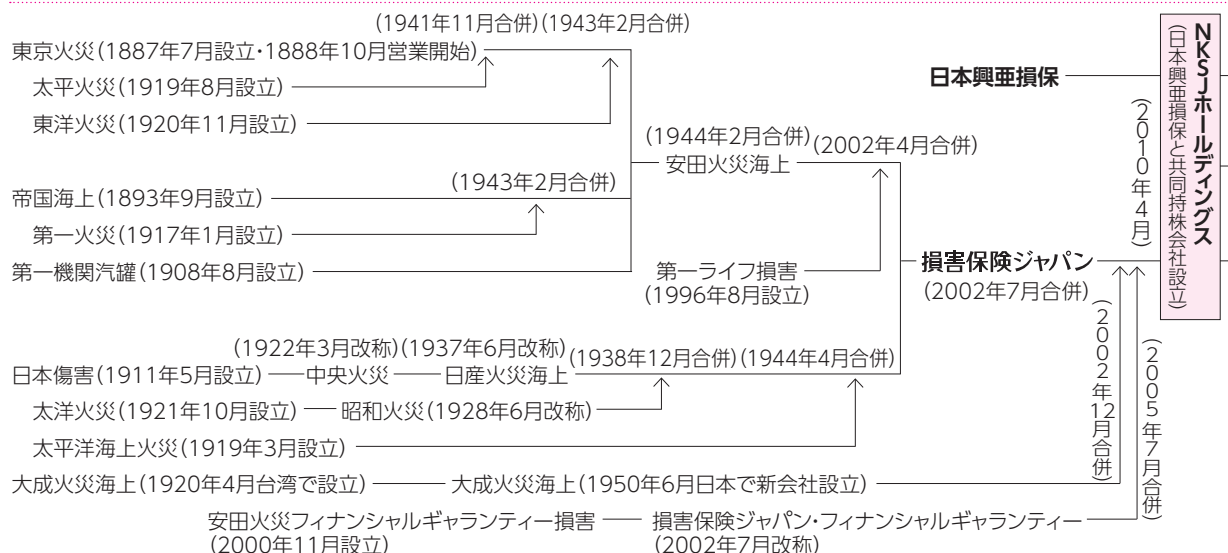 (1941年11月合併)(1943年2月合併)
東京火災(1887年7月設立・1888年10月営業開始)
太平火災(1919年8月設立)
東洋火災(1920年11月設立)
(1944年2月合併)
(2002年4月合併)
安田火災海上
(1943年2月合併)
帝国海上(1893年9月設立)
第一火災(1917年1月設立)
第一機関汽罐(1908年8月設立)
第一ライフ損害
(1996年8月設立)
日本興亜損保
損害保険ジャパン
(2002年7月合併)
(2010年4月)
NKSJホールディングス
(日本興亜損保と共同持株会社設立)
(1922年3月改称)(1937年6月改称)
(1938年12月合併)(1944年4月合併)
日本傷害(1911年5月設立) 中央火災 日産火災海上
太洋火災(1921年10月設立) 昭和火災(1928年6月改称)
太平洋海上火災(1919年3月設立)
大成火災海上(1920年4月台湾で設立) 大成火災海上(1950年6月日本で新会社設立)
(2002年12月合併)
(2005年7月合併)
安田火災フィナンシャルギャランティー損害 損害保険ジャパン・フィナンシャルギャランティー
(2000年11月設立) (2002年7月改称)